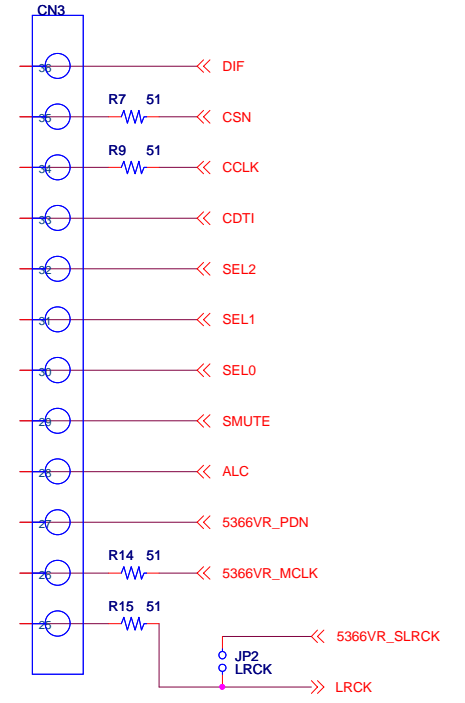 CN3
36 DIF
R7 51
35 CSN
R9 51
34 CCLK
33 CDTI
32 SEL2
31 SEL1
30 SEL0
29 SMUTE
28 ALC
27 5366VR_PDN
R14 51
26 5366VR_MCLK
R15 51
25
5366VR_SLRCK
JP2
LRCK
LRCK